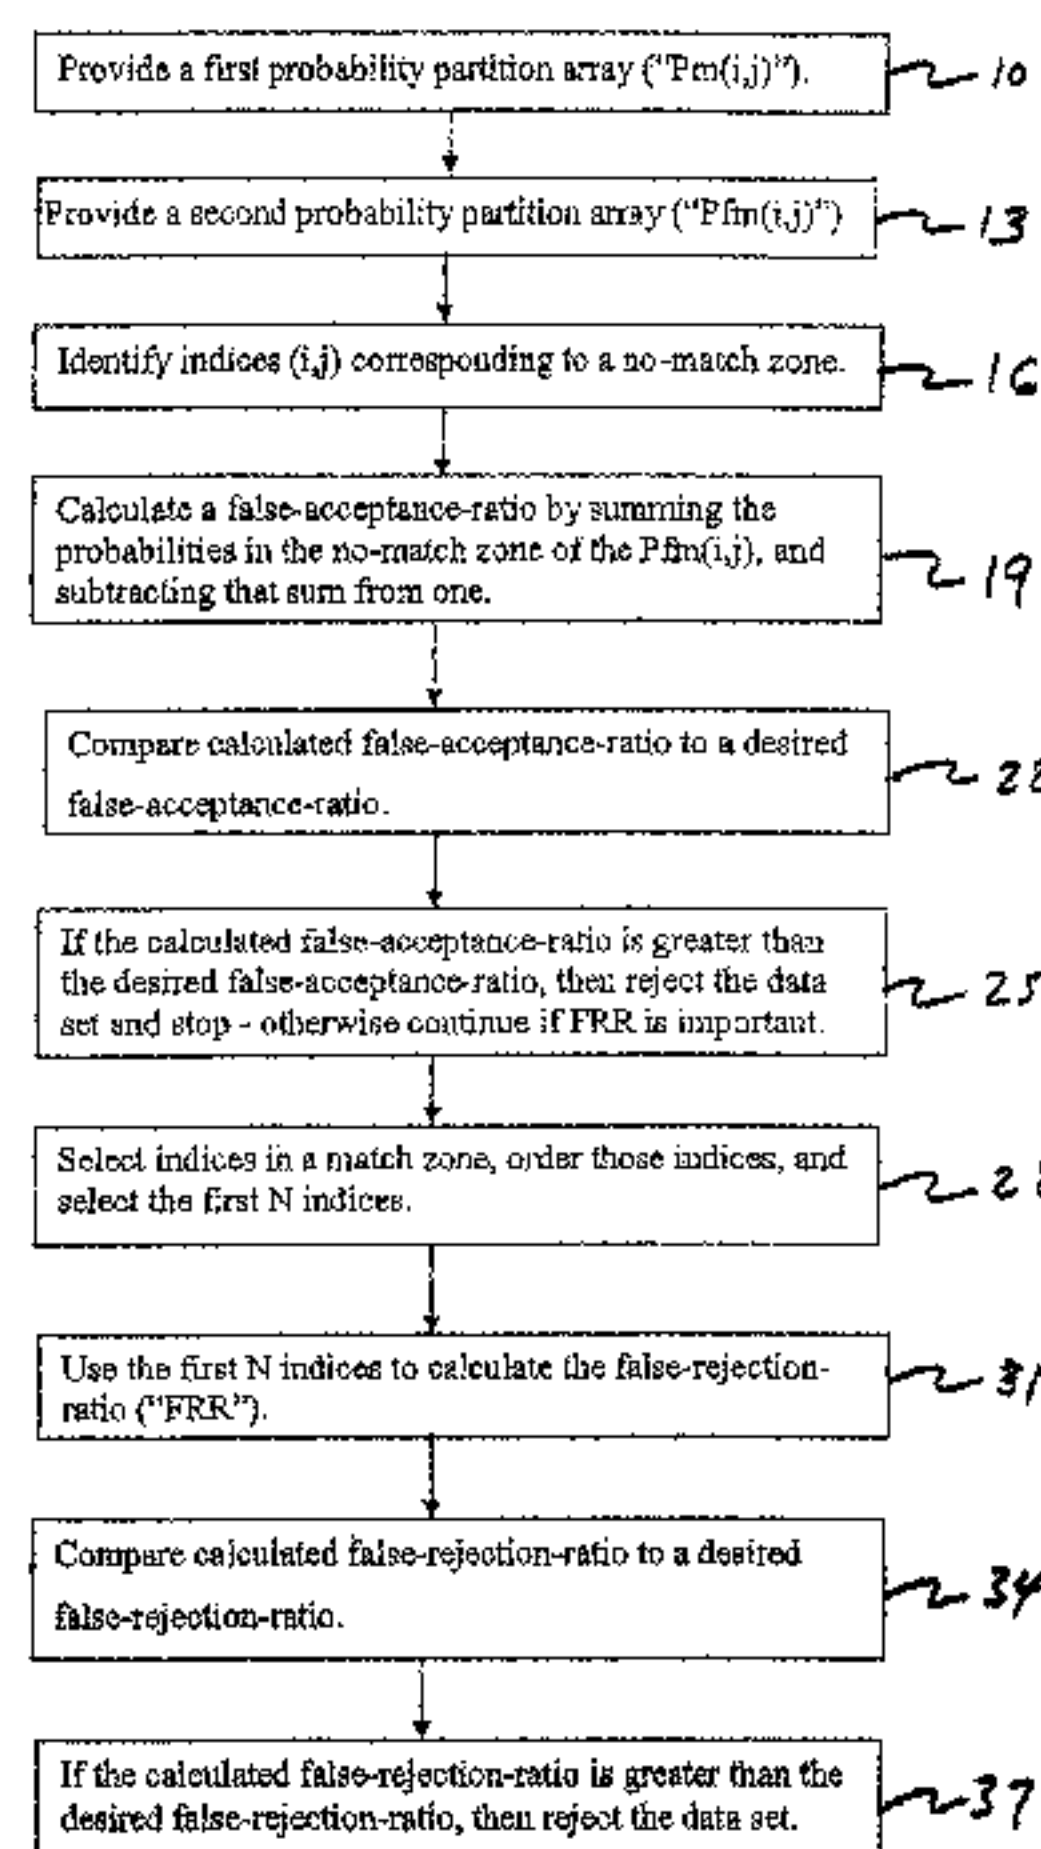 Provide a first probability partition array ("Pm(i,j)").
10
Provide a second probability partition array ("Pfm(i,j)")
13
Identify indices (i,j) corresponding to a no-match zone.
16
Calculate a false-acceptance-ratio by summing the
probabilities in the no-match zone of the Pfm(i,j), and
subtracting that sum from one.
19
Compare calculated false-acceptance-ratio to a desired
false-acceptance-ratio.
If the calculated false-acceptance-ratio is greater than
the desired false-acceptance-ratio, then reject the data
set and stop - otherwise continue if FRR is important.
25
Select indices in a match zone, order those indices, and
select the first N indices.
Use the first N indices to calculate the false-rejection-
ratio ("FRR").
31
Compare calculated false-rejection-ratio to a desired
false-rejection-ratio.
34
If the calculated false-rejection-ratio is greater than the
desired false-rejection-ratio, then reject the data set.
37